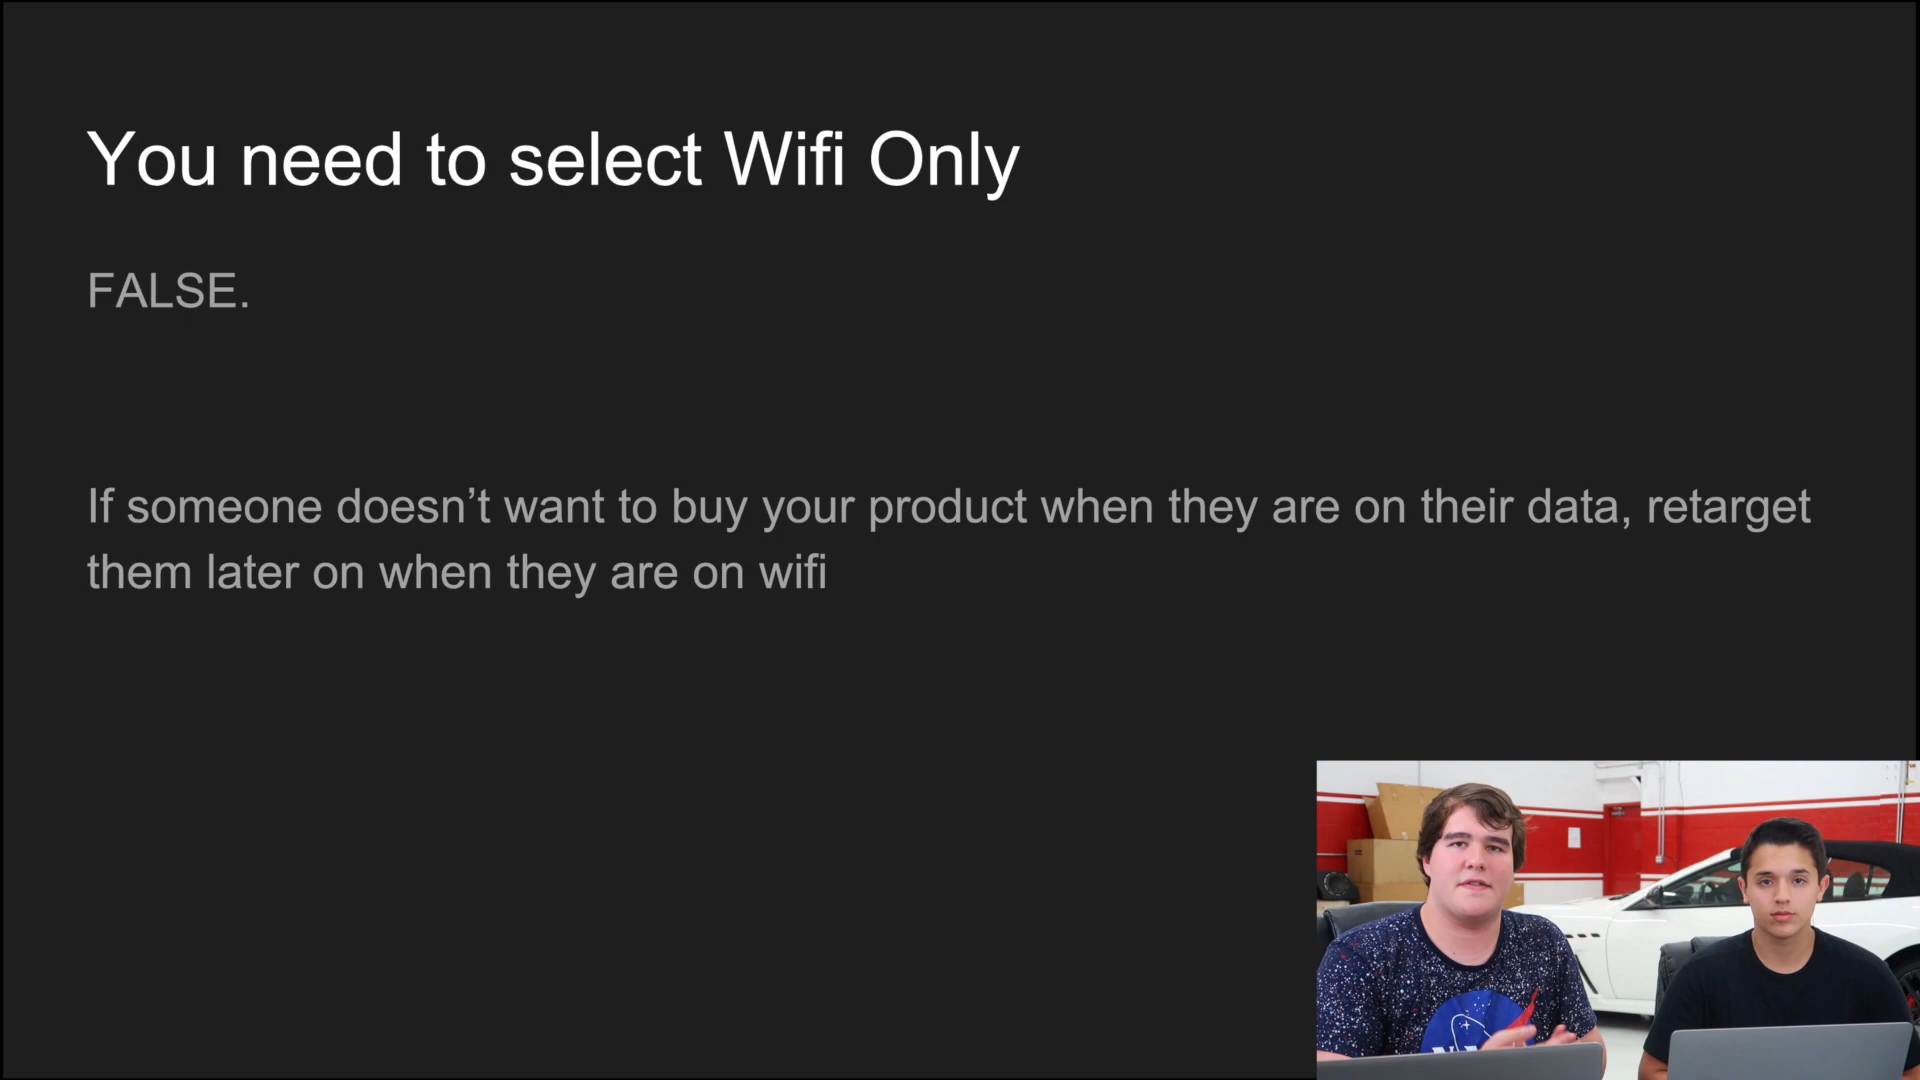 You need to select Wifi Only
FALSE.
If someone doesn’t want to buy your product when they are on their data, retarget
them later on when they are on wifi